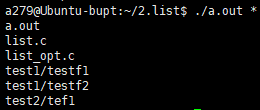 a279@Ubuntu-bupt:~/2.list$ ./a.out *
a.out
list.c
list_opt.c
test1/testf1
test1/testf2
test2/tef1